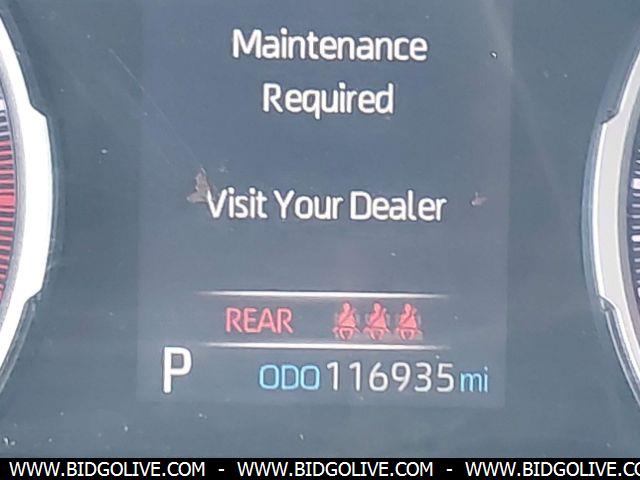 Maintenance
Required
Visit Your Dealer
REAR
P ODO 116935 mi
WWW.BIDGOLIVE.COM - WWW.BIDGOLIVE.COM - WWW.BIDGOLIVE.CO